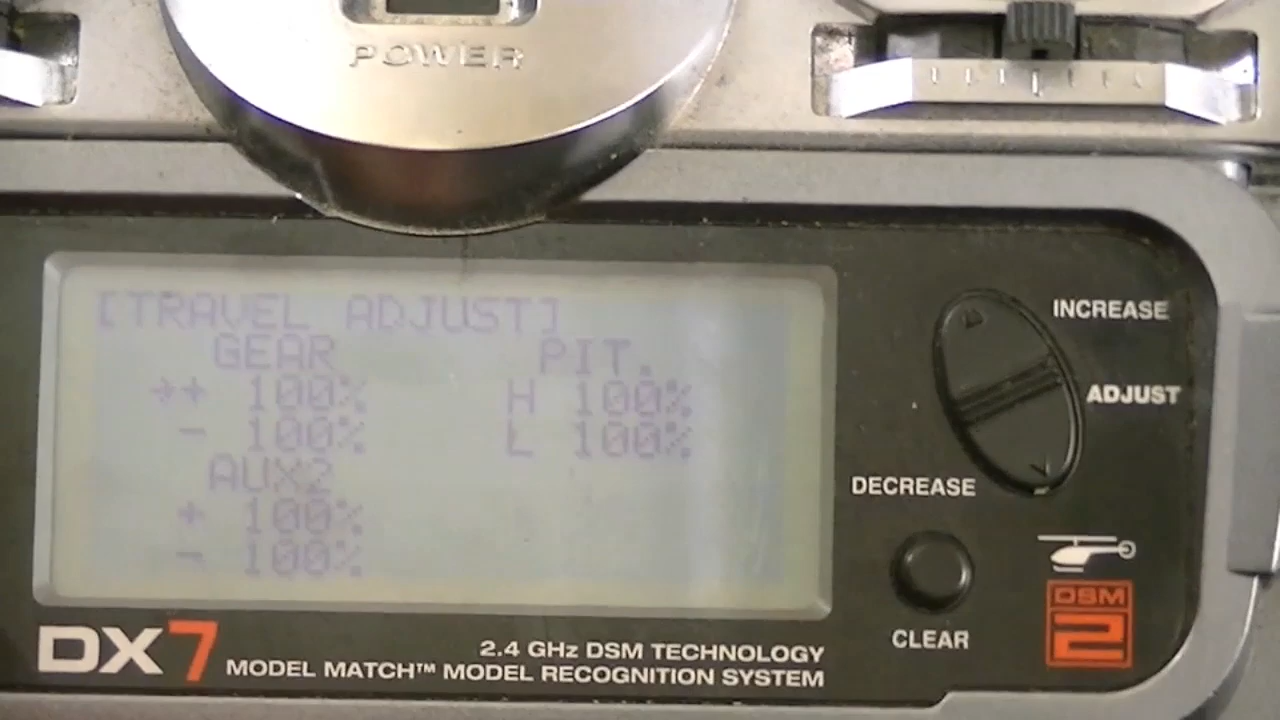 POWER
[TRAVEL ADJUST]
GEAR PIT.
→+ 100% H 100%
- 100% L 100%
AUX2
+ 100%
- 100%
INCREASE
ADJUST
DECREASE
CLEAR
DSM
2
DX7
2.4 GHz DSM TECHNOLOGY
MODEL MATCH™ MODEL RECOGNITION SYSTEM